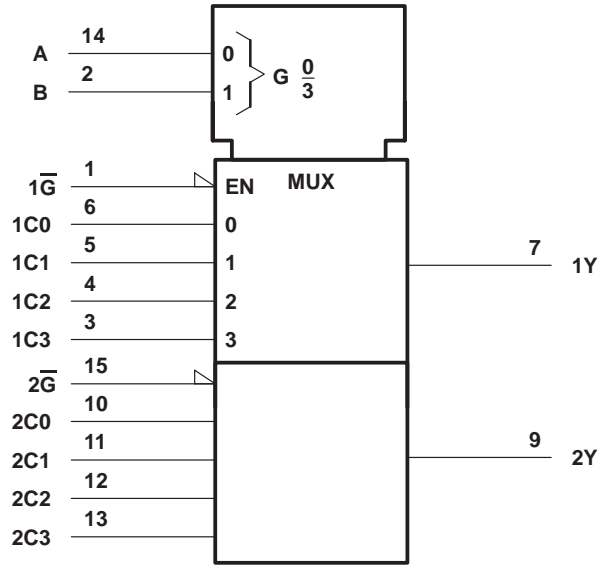 A 14 0
B 2 1
G 0/3
1G̅ 1 EN MUX
1C0 6 0
1C1 5 1
1C2 4 2
1C3 3 3
7 1Y
2G̅ 15
2C0 10
2C1 11
2C2 12
2C3 13
9 2Y